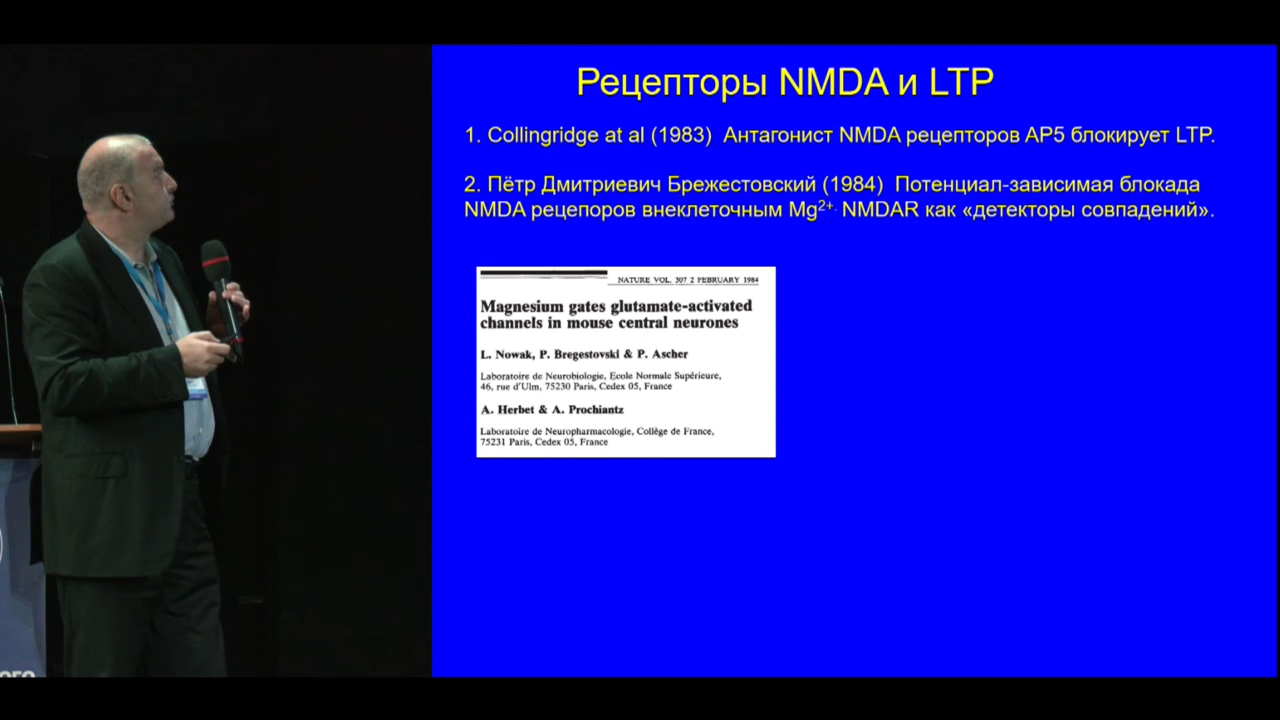 Рецепторы NMDA и LTP
1. Collingridge at al (1983) Антагонист NMDA рецепторов AP5 блокирует LTP.
2. Пётр Дмитриевич Брежестовский (1984) Потенциал-зависимая блокада
NMDA рецепоров внеклеточным Mg²⁺. NMDAR как «детекторы совпадений».
NATURE VOL. 307 2 FEBRUARY 1984
Magnesium gates glutamate-activated
channels in mouse central neurones
L. Nowak, P. Bregestovski & P. Ascher
Laboratoire de Neurobiologie, Ecole Normale Supérieure,
46, rue d'Ulm, 75230 Paris, Cedex 05, France
A. Herbet & A. Prochiantz
Laboratoire de Neuropharmacologie, Collège de France,
75231 Paris, Cedex 05, France